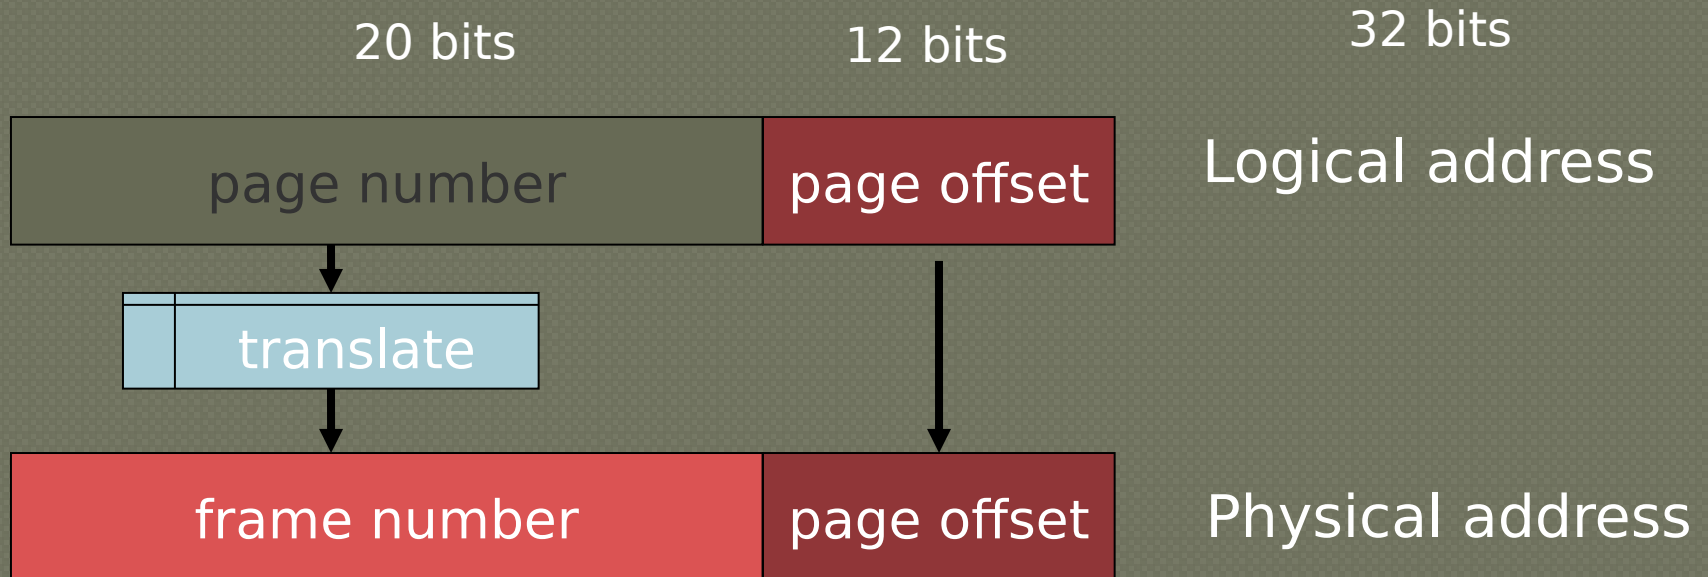 20 bits
12 bits
32 bits
page number
page offset
Logical address
translate
frame number
page offset
Physical address